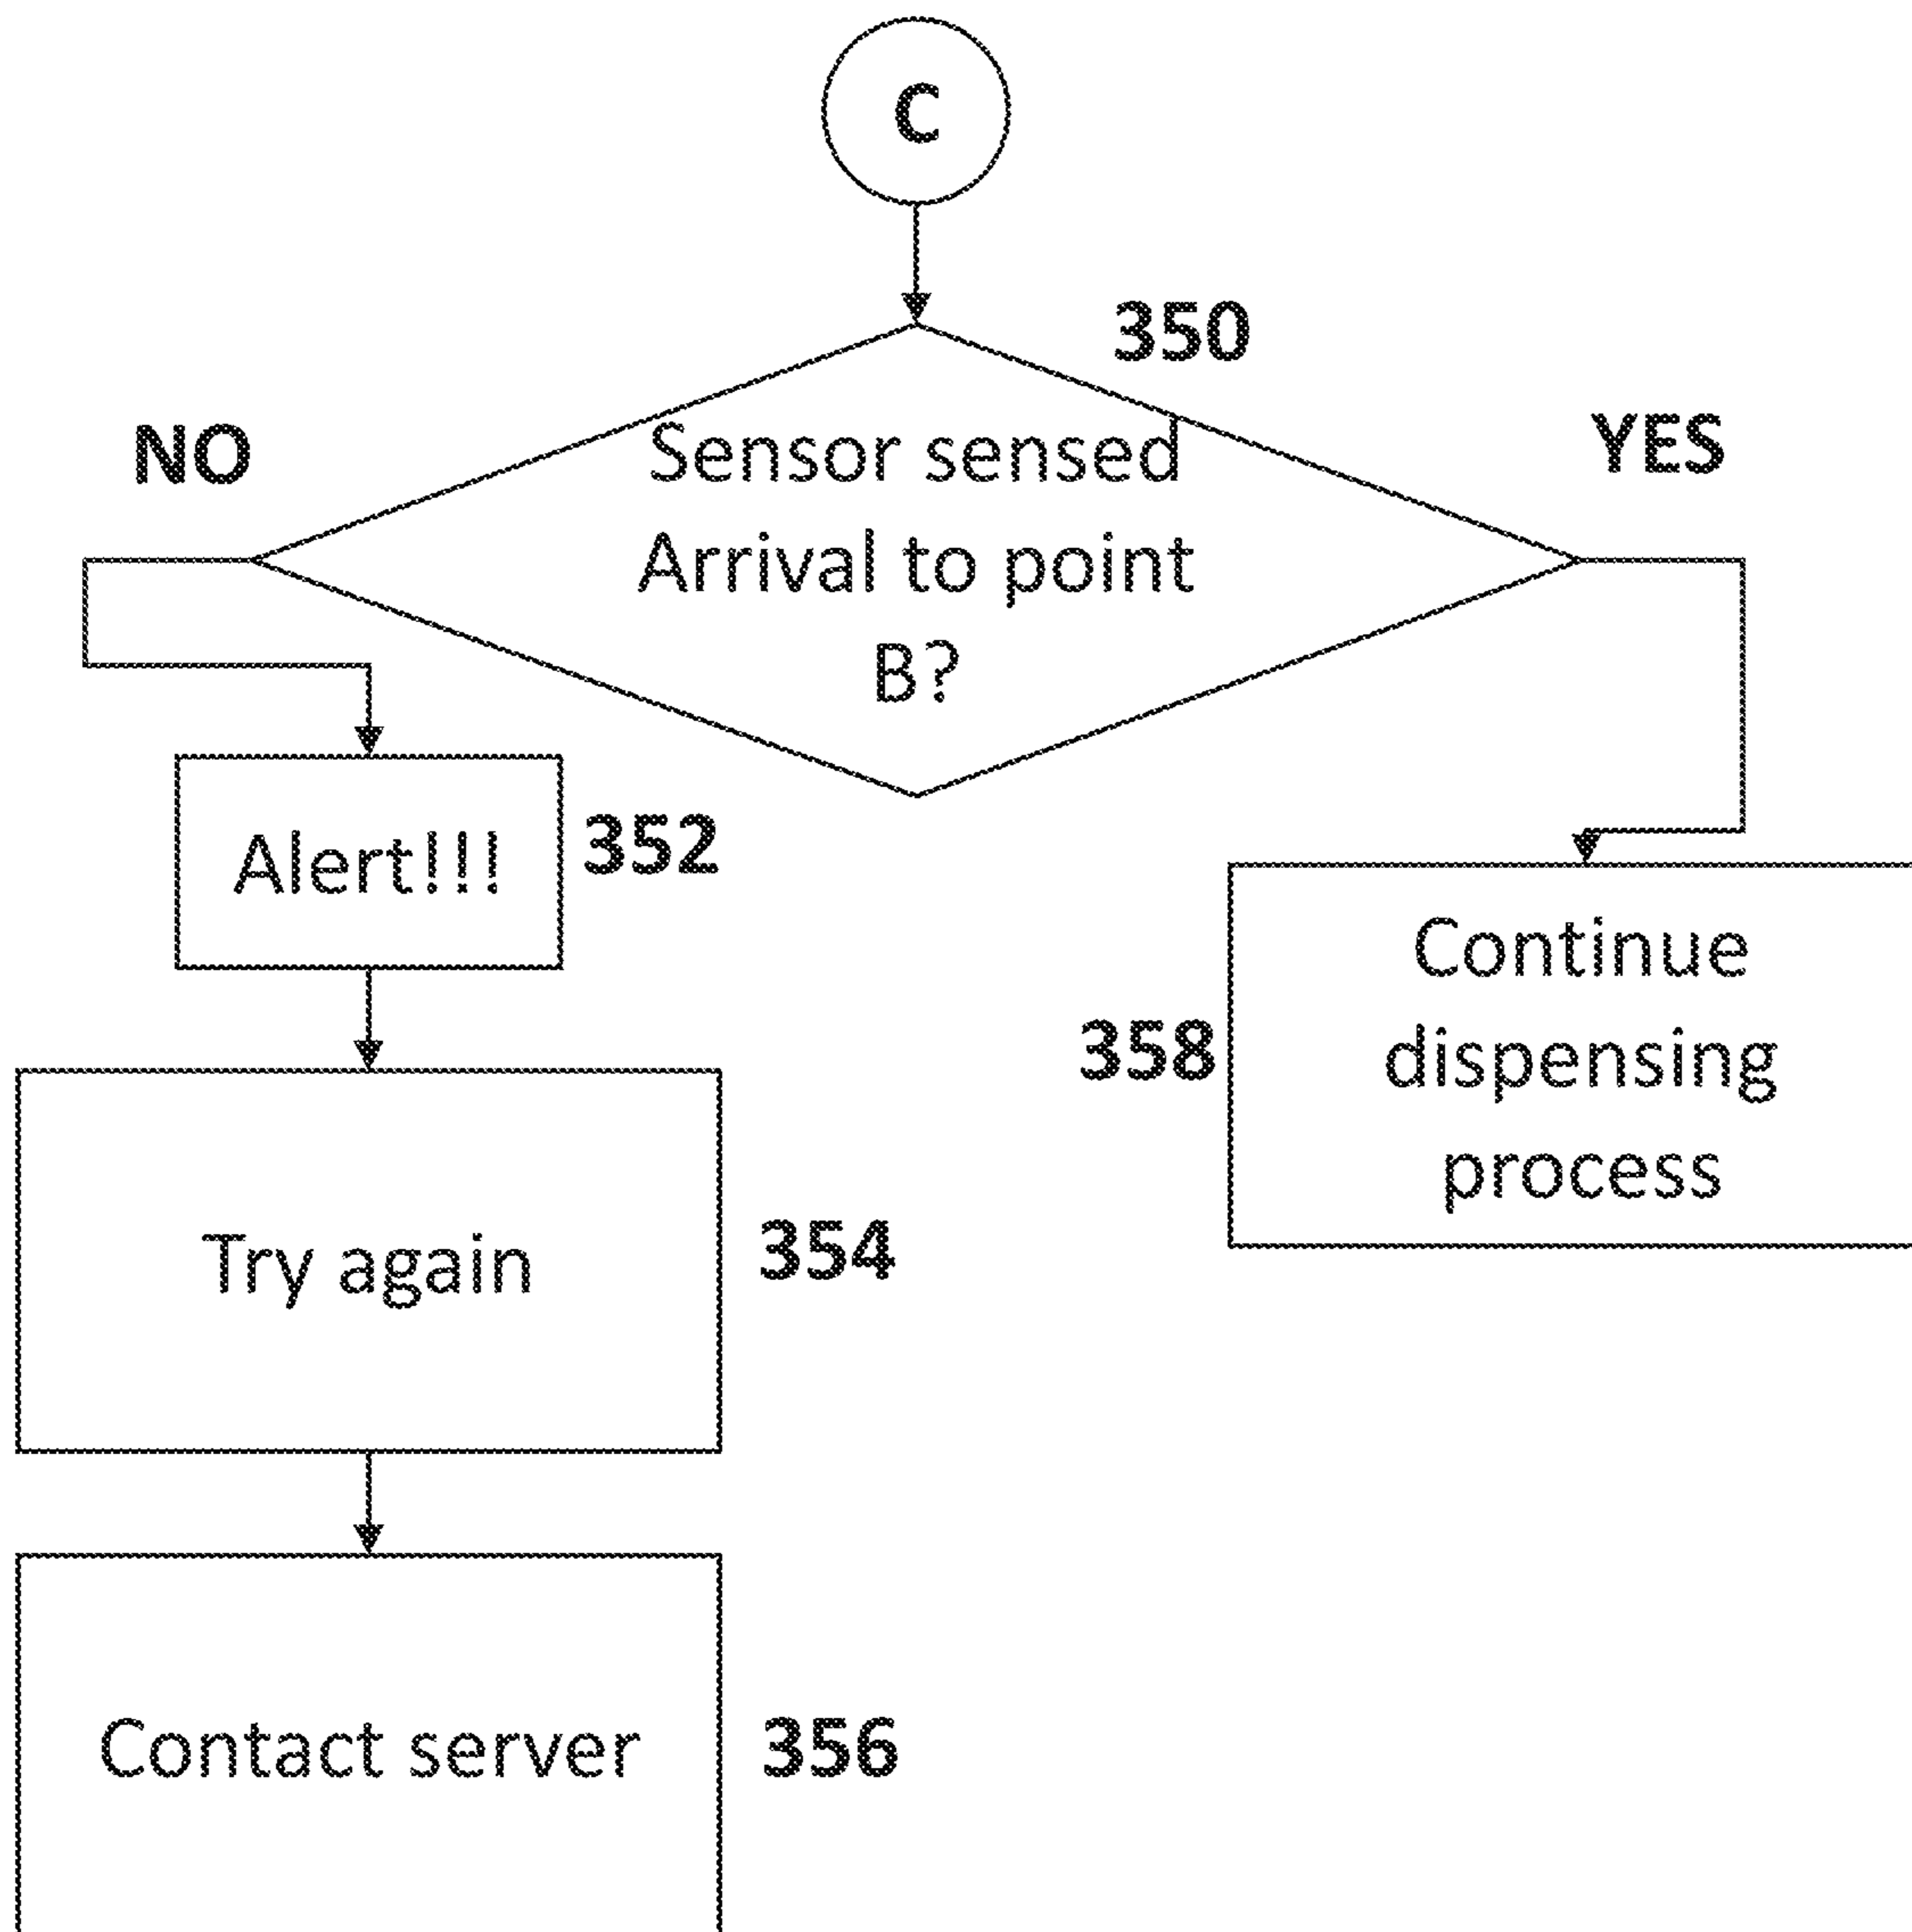 C
350
NO
YES
Sensor sensed
Arrival to point
B?
Alert!!!
352
Continue
dispensing
process
358
Try again
354
Contact server
356